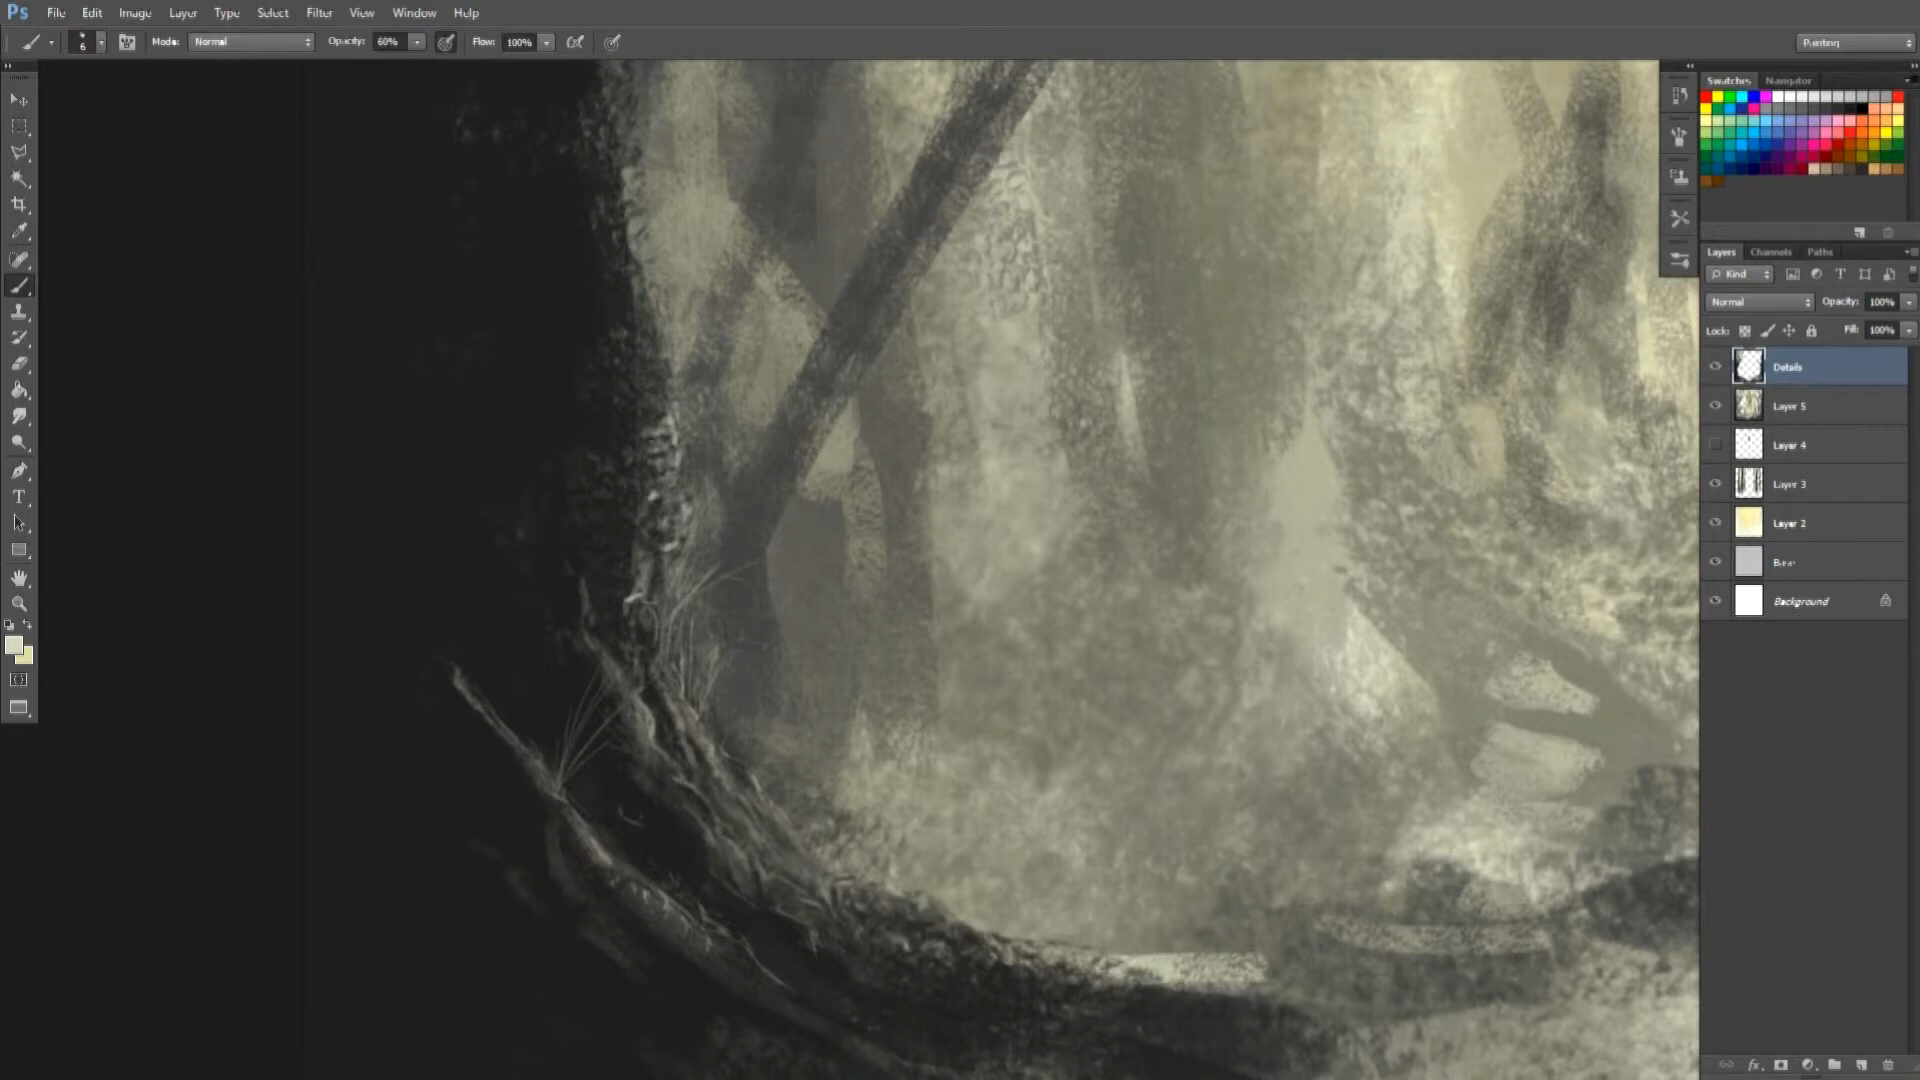 Ps File Edit Image Layer Type Select Filter View Window Help
6 Mode: Normal Opacity: 60% Flow: 100% Painting
Swatches Navigator
Layers Channels Paths
Kind
Normal Opacity: 100%
Lock: Fill: 100%
Details
Layer 5
Layer 4
Layer 3
Layer 2
Background